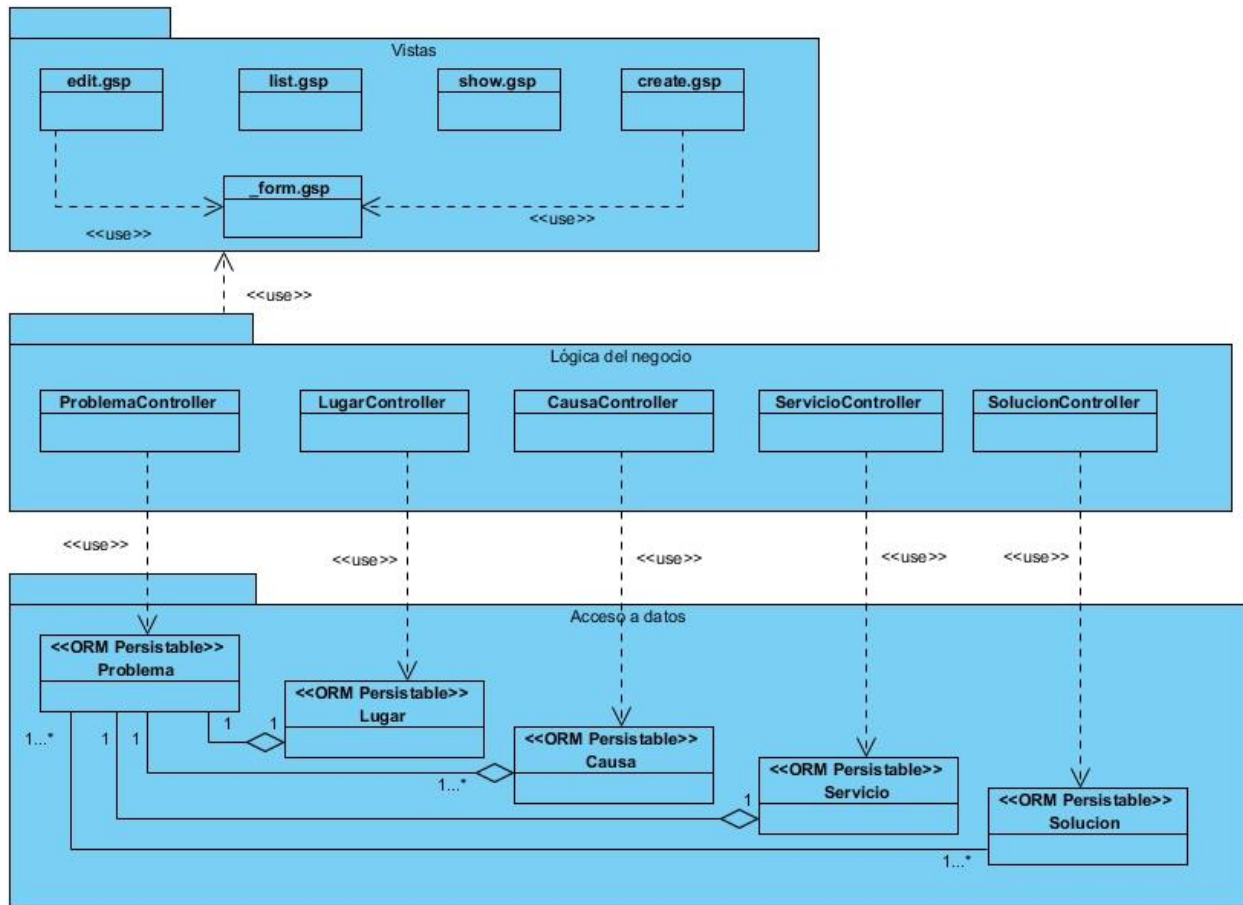 Vistas
edit.gsp
list.gsp
show.gsp
create.gsp
_form.gsp
<<use>>
<<use>>
<<use>>
Lógica del negocio
ProblemaController
LugarController
CausaController
ServicioController
SolucionController
<<use>>
<<use>>
<<use>>
<<use>>
<<use>>
Acceso a datos
<<ORM Persistable>>
Problema
<<ORM Persistable>>
Lugar
<<ORM Persistable>>
Causa
<<ORM Persistable>>
Servicio
<<ORM Persistable>>
Solucion
1...*
1
1
1
1
1...*
1
1...*